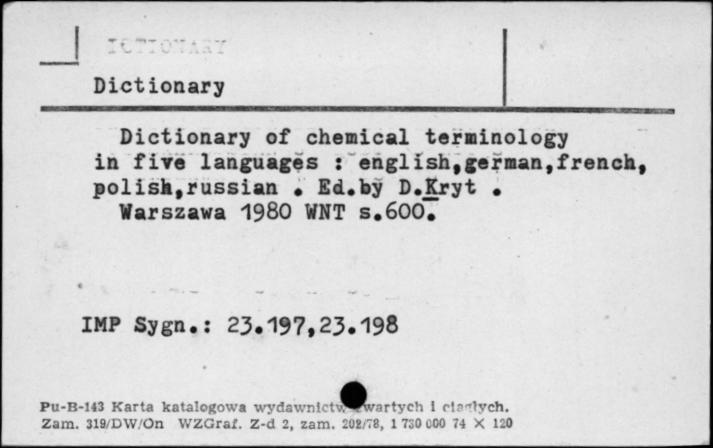 Dictionary
Dictionary of chemical terminology
in five languages : english,german,french,
polish,russian . Ed.by D.Kryt .
Warszawa 1980 WNT s.600.
IMP Sygn.: 23.197,23.198
Pu-B-143 Karta katalogowa wydawnictw zwartych i ciągłych.
Zam. 319/DW/On WZGraf. Z-d 2, zam. 202/78, 1 730 000 74 X 120